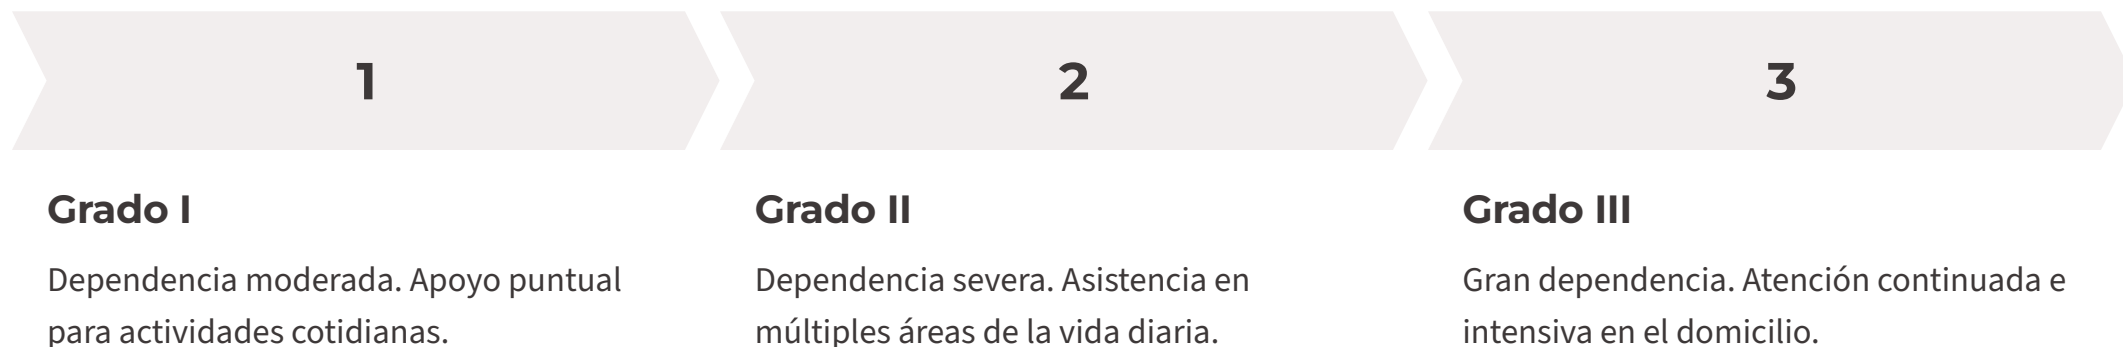 1
Grado I
Dependencia moderada. Apoyo puntual
para actividades cotidianas.
2
Grado II
Dependencia severa. Asistencia en
múltiples áreas de la vida diaria.
3
Grado III
Gran dependencia. Atención continuada e
intensiva en el domicilio.